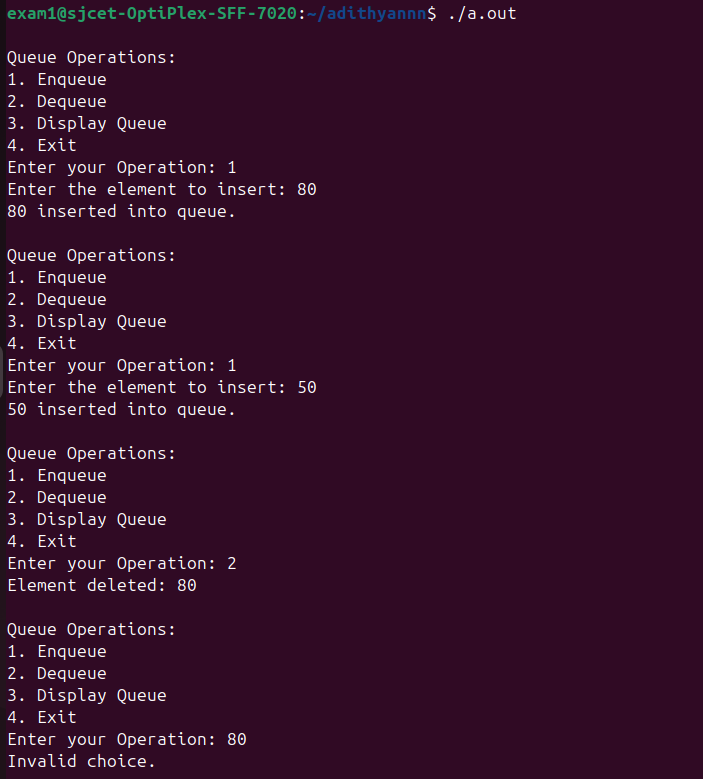 exam1@sjcet-OptiPlex-SFF-7020:~/adithyannn$ ./a.out

Queue Operations:
1. Enqueue
2. Dequeue
3. Display Queue
4. Exit
Enter your Operation: 1
Enter the element to insert: 80
80 inserted into queue.

Queue Operations:
1. Enqueue
2. Dequeue
3. Display Queue
4. Exit
Enter your Operation: 1
Enter the element to insert: 50
50 inserted into queue.

Queue Operations:
1. Enqueue
2. Dequeue
3. Display Queue
4. Exit
Enter your Operation: 2
Element deleted: 80

Queue Operations:
1. Enqueue
2. Dequeue
3. Display Queue
4. Exit
Enter your Operation: 80
Invalid choice.